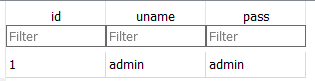 id uname pass
Filter Filter Filter
1 admin admin